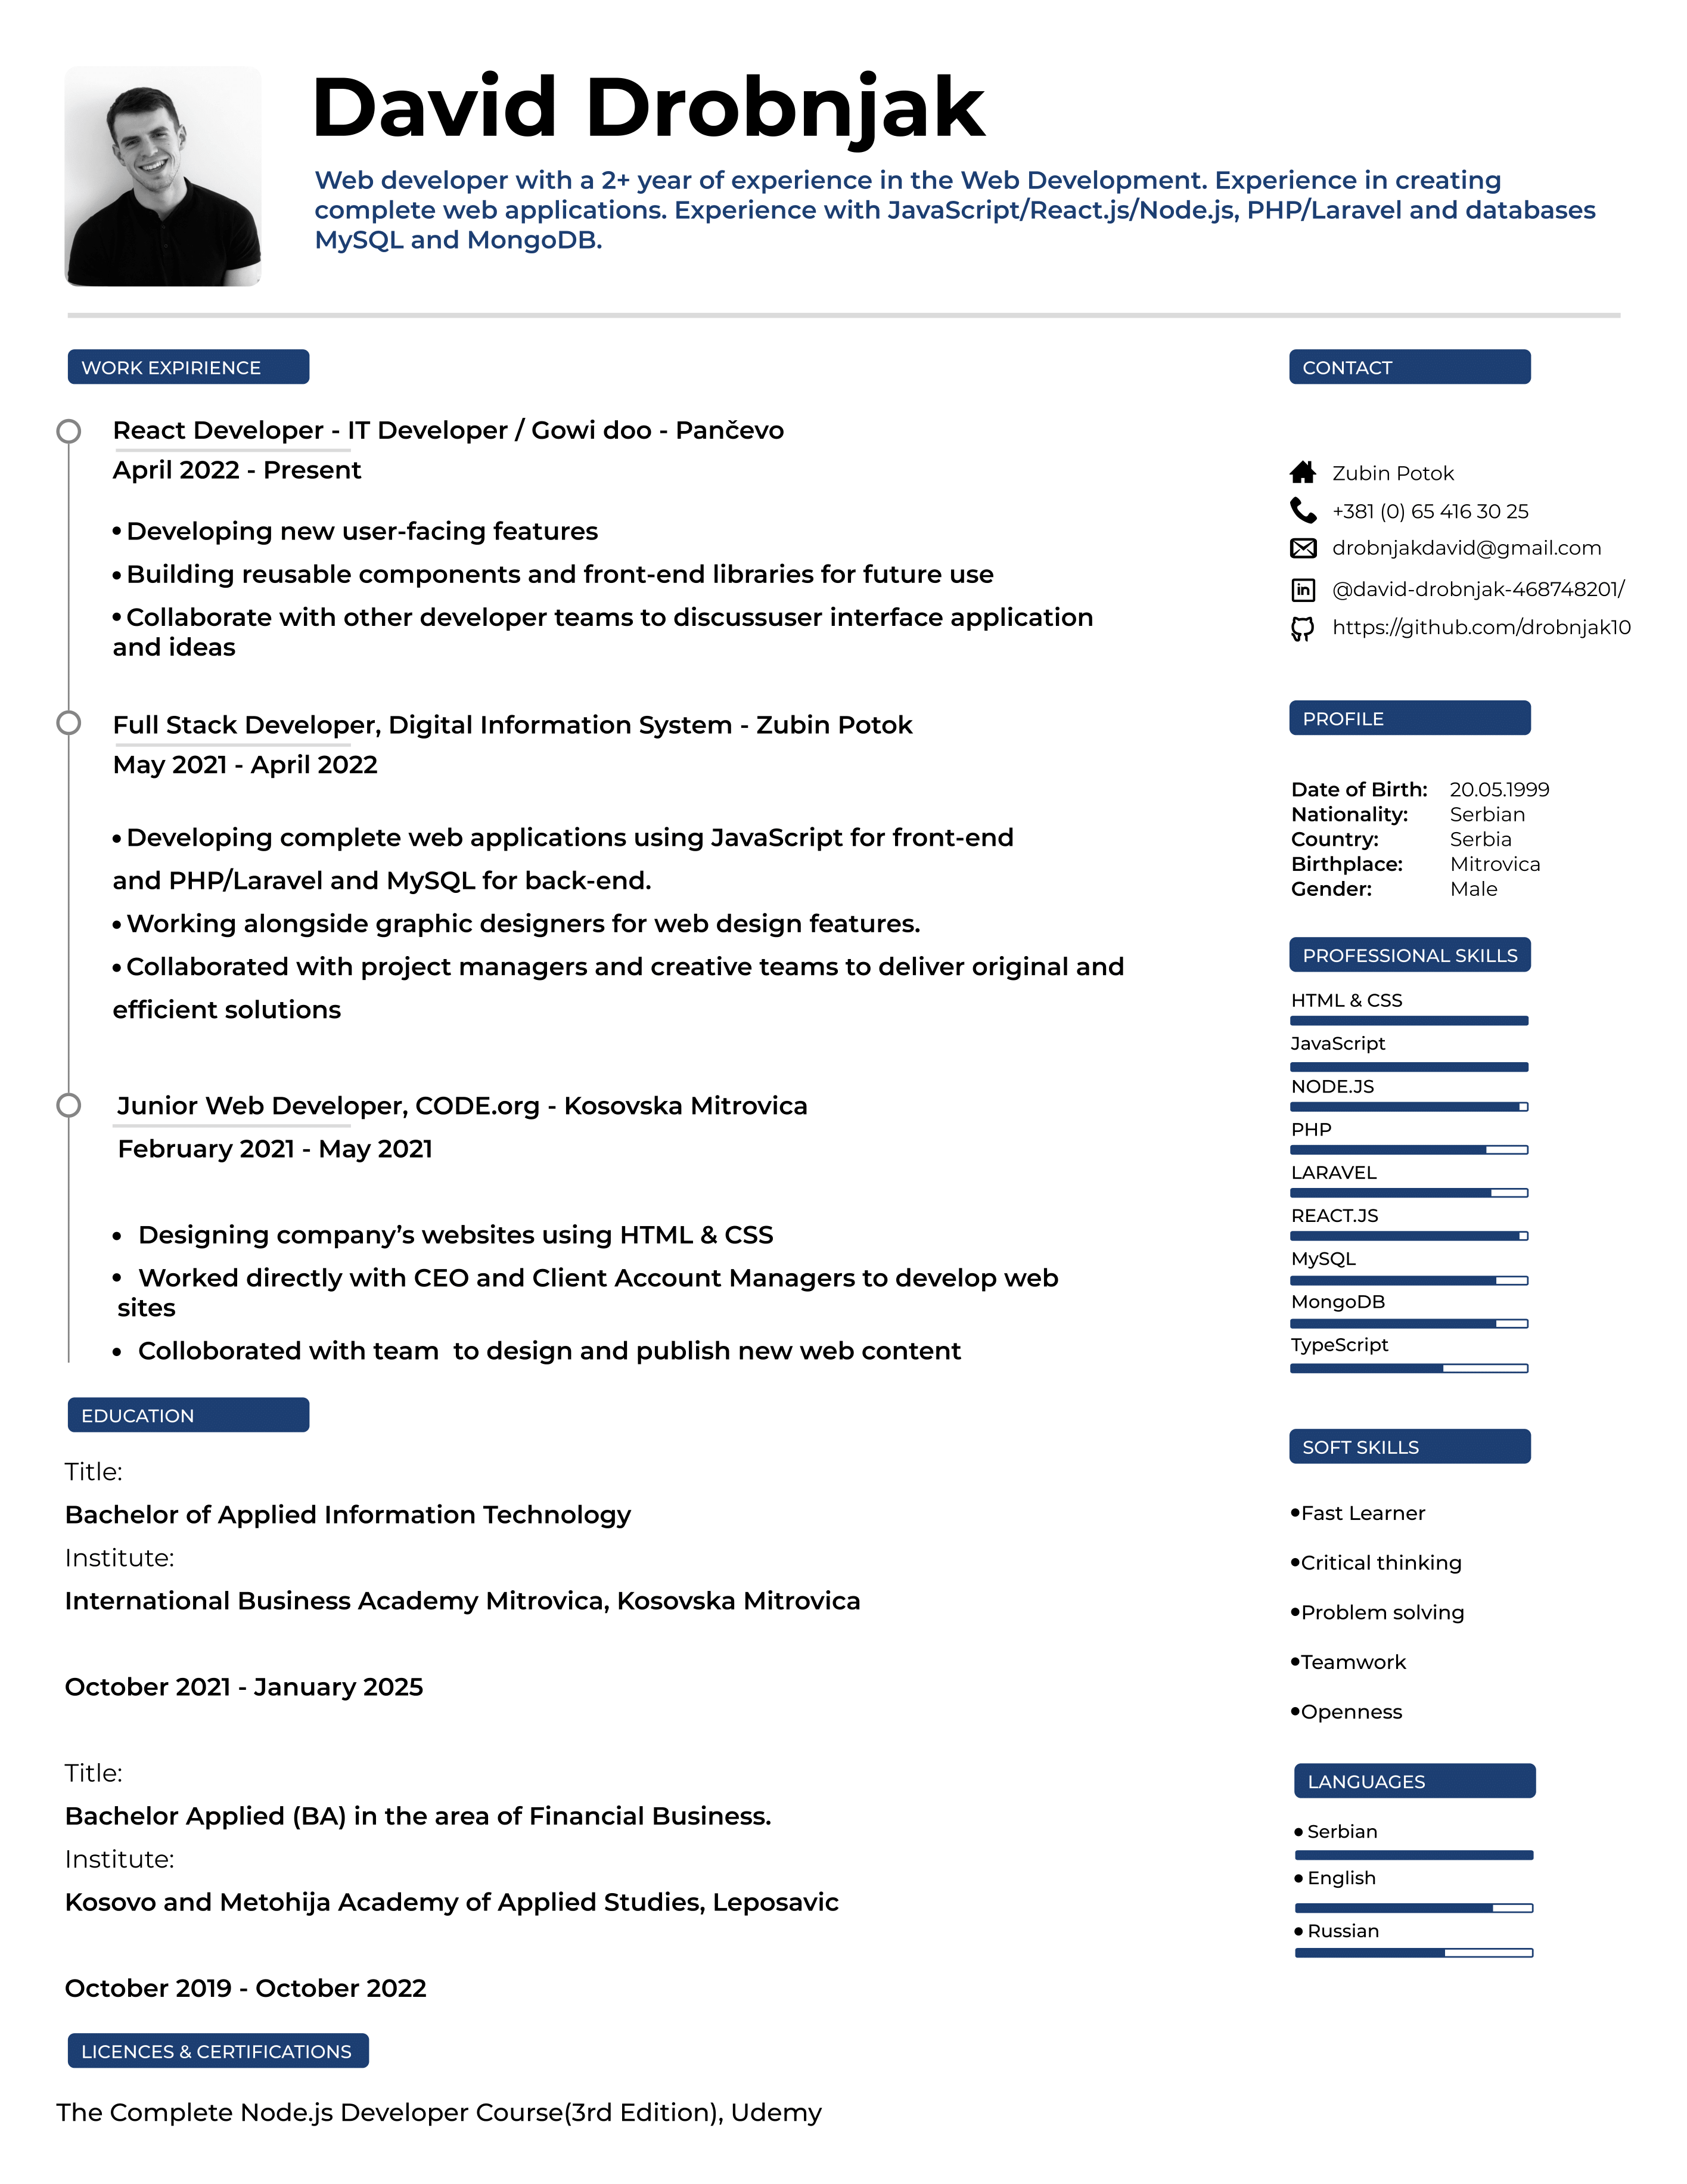 David Drobnjak
Web developer with a 2+ year of experience in the Web Development. Experience in creating
complete web applications. Experience with JavaScript/React.js/Node.js, PHP/Laravel and databases
MySQL and MongoDB.
WORK EXPIRIENCE
React Developer - IT Developer / Gowi doo - Pančevo
April 2022 - Present
•Developing new user-facing features
•Building reusable components and front-end libraries for future use
•Collaborate with other developer teams to discussuser interface application
and ideas
Full Stack Developer, Digital Information System - Zubin Potok
May 2021 - April 2022
•Developing complete web applications using JavaScript for front-end
and PHP/Laravel and MySQL for back-end.
•Working alongside graphic designers for web design features.
•Collaborated with project managers and creative teams to deliver original and
efficient solutions
Junior Web Developer, CODE.org - Kosovska Mitrovica
February 2021 - May 2021
• Designing company’s websites using HTML & CSS
• Worked directly with CEO and Client Account Managers to develop web
sites
• Colloborated with team  to design and publish new web content
EDUCATION
Title:
Bachelor of Applied Information Technology
Institute:
International Business Academy Mitrovica, Kosovska Mitrovica
October 2021 - January 2025
Title:
Bachelor Applied (BA) in the area of Financial Business.
Institute:
Kosovo and Metohija Academy of Applied Studies, Leposavic
October 2019 - October 2022
LICENCES & CERTIFICATIONS
The Complete Node.js Developer Course(3rd Edition), Udemy
CONTACT
Zubin Potok
+381 (0) 65 416 30 25
drobnjakdavid@gmail.com
in @david-drobnjak-468748201/
https://github.com/drobnjak10
PROFILE
Date of Birth: 20.05.1999
Nationality: Serbian
Country: Serbia
Birthplace: Mitrovica
Gender: Male
PROFESSIONAL SKILLS
HTML & CSS
JavaScript
NODE.JS
PHP
LARAVEL
REACT.JS
MySQL
MongoDB
TypeScript
SOFT SKILLS
•Fast Learner
•Critical thinking
•Problem solving
•Teamwork
•Openness
LANGUAGES
• Serbian
• English
• Russian